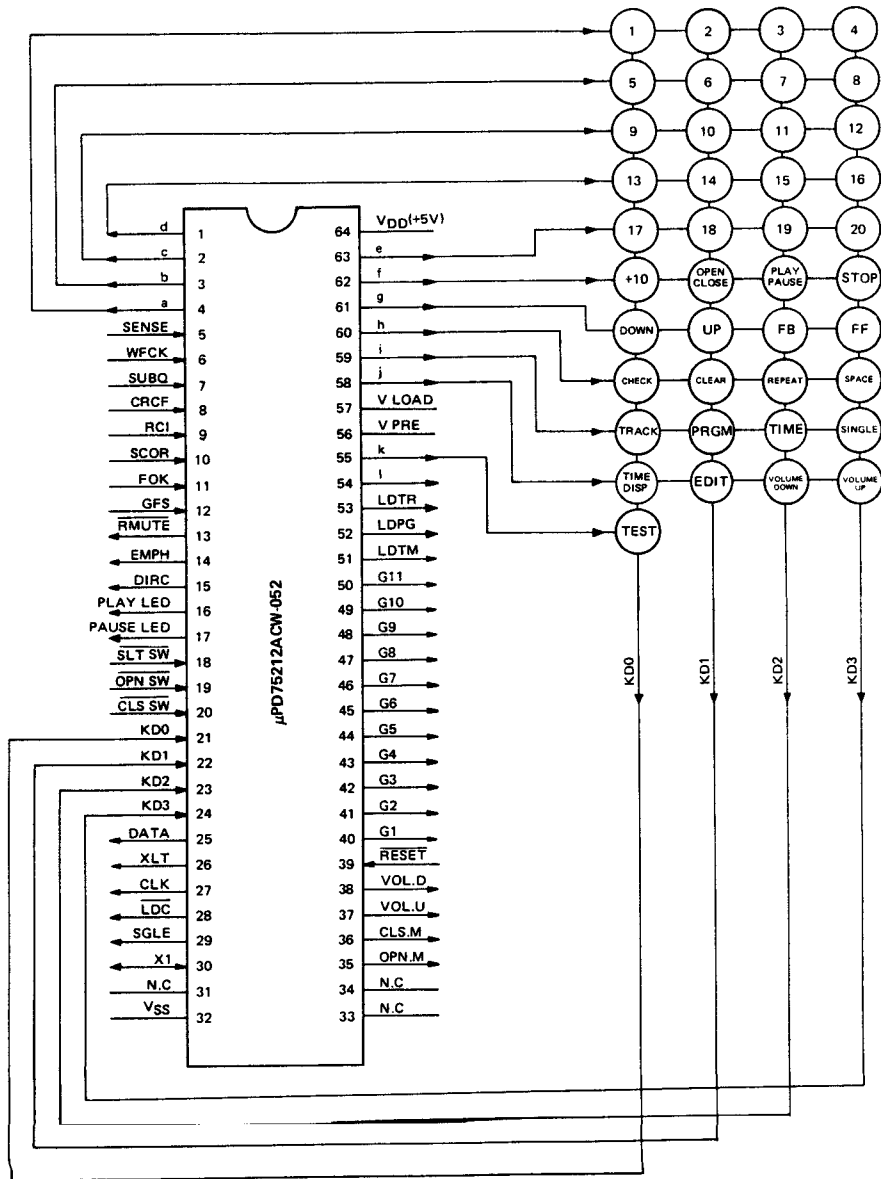 1 2 3 4
5 6 7 8
9 10 11 12
13 14 15 16
17 18 19 20
+10 OPEN CLOSE PLAY PAUSE STOP
DOWN UP FB FF
CHECK CLEAR REPEAT SPACE
TRACK PRGM TIME SINGLE
TIME DISP EDIT VOLUME DOWN VOLUME UP
TEST
KD0 KD1 KD2 KD3
µPD75212ACW-052
d 1
c 2
b 3
a 4
SENSE 5
WFCK 6
SUBQ 7
CRCF 8
RCI 9
SCOR 10
FOK 11
GFS 12
RMUTE 13
EMPH 14
DIRC 15
PLAY LED 16
PAUSE LED 17
SLT SW 18
OPN SW 19
CLS SW 20
KD0 21
KD1 22
KD2 23
KD3 24
DATA 25
XLT 26
CLK 27
LDC 28
SGLE 29
X1 30
N.C 31
VSS 32
64 VDD(+5V)
63 e
62 f
61 g
60 h
59 i
58 j
57 V LOAD
56 V PRE
55 k
54 l
53 LDTR
52 LDPG
51 LDTM
50 G11
49 G10
48 G9
47 G8
46 G7
45 G6
44 G5
43 G4
42 G3
41 G2
40 G1
39 RESET
38 VOL.D
37 VOL.U
36 CLS.M
35 OPN.M
34 N.C
33 N.C